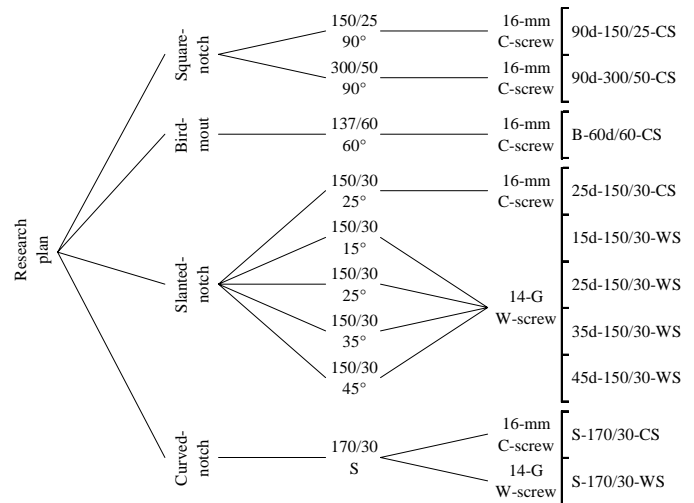 Research
plan
Square-
notch
Bird-
mout
Slanted-
notch
Curved-
notch
150/25
90°
300/50
90°
137/60
60°
150/30
25°
150/30
15°
150/30
25°
150/30
35°
150/30
45°
170/30
S
16-mm
C-screw
16-mm
C-screw
16-mm
C-screw
16-mm
C-screw
14-G
W-screw
16-mm
C-screw
14-G
W-screw
90d-150/25-CS
90d-300/50-CS
B-60d/60-CS
25d-150/30-CS
15d-150/30-WS
25d-150/30-WS
35d-150/30-WS
45d-150/30-WS
S-170/30-CS
S-170/30-WS